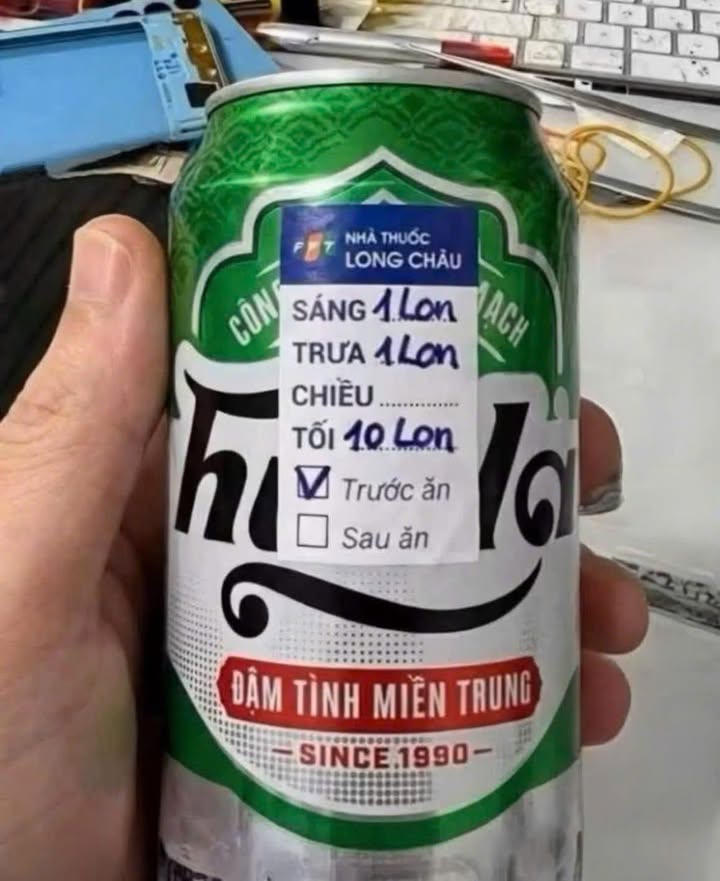 FPT NHÀ THUỐC
LONG CHÂU
SÁNG 1 Lon
TRƯA 1 Lon
CHIỀU ..............
TỐI 10 Lon
Trước ăn
Sau ăn
ĐẬM TÌNH MIỀN TRUNG
SINCE 1990